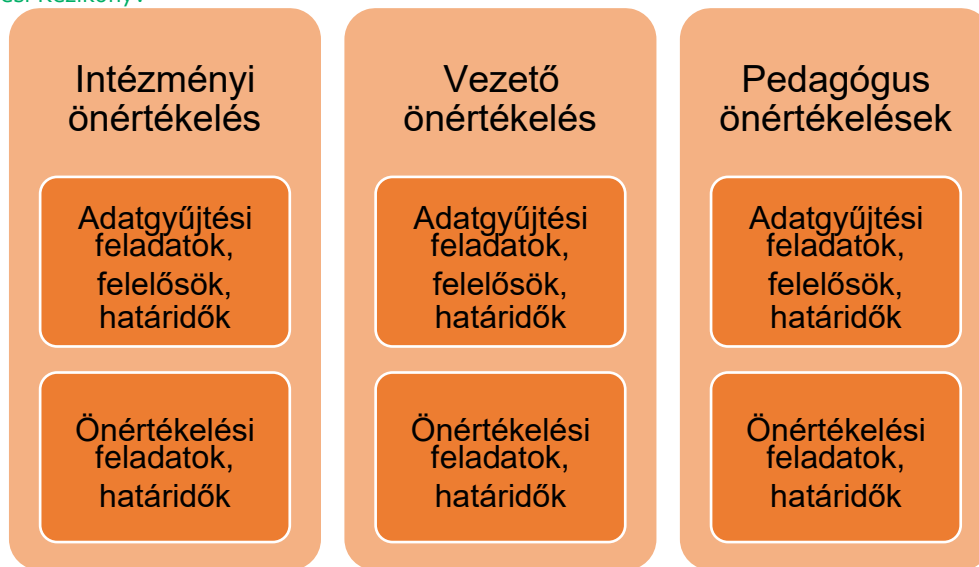 Intézményi
önértékelés
Adatgyűjtési
feladatok,
felelősök,
határidők
Önértékelési
feladatok,
határidők
Vezető
önértékelés
Adatgyűjtési
feladatok,
felelősök,
határidők
Önértékelési
feladatok,
határidők
Pedagógus
önértékelések
Adatgyűjtési
feladatok,
felelősök,
határidők
Önértékelési
feladatok,
határidők